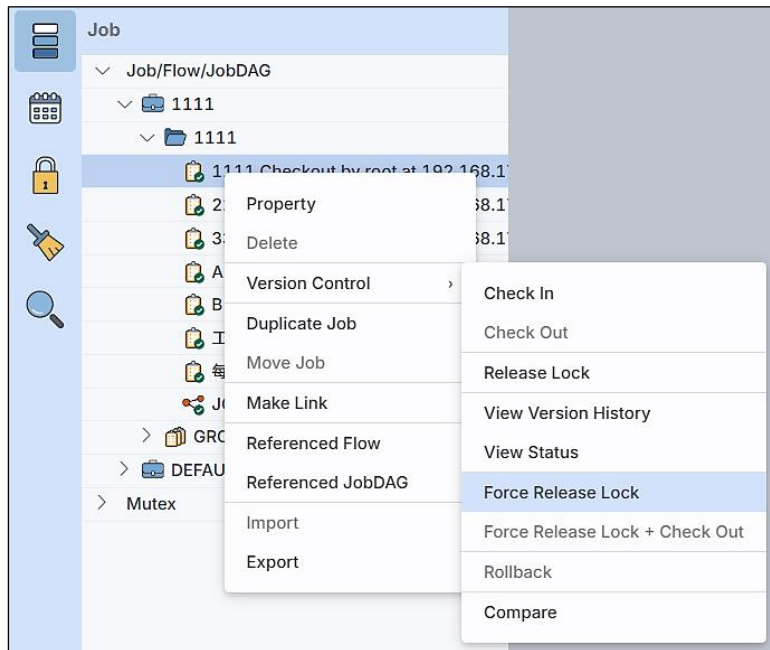 Job
Job/Flow/JobDAG
1111
1111
1111 Checkout by root at 192.168.1
2
68.1
3
68.1
A
B
工
每
GRO
DEFAU
Mutex
Property
Delete
Version Control
Duplicate Job
Move Job
Make Link
Referenced Flow
Referenced JobDAG
Import
Export
Check In
Check Out
Release Lock
View Version History
View Status
Force Release Lock
Force Release Lock + Check Out
Rollback
Compare